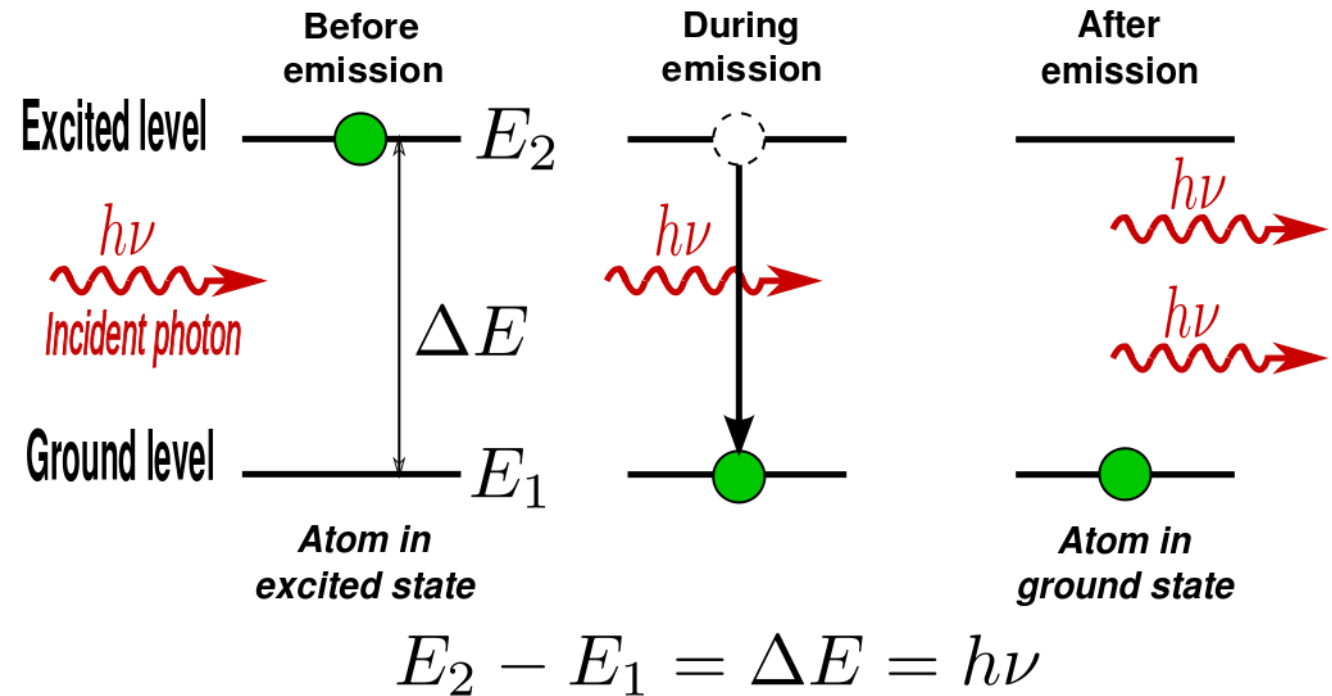 Before
emission
During
emission
After
emission
Excited level
E₂
hν
Incident photon
ΔE
hν
hν
hν
Ground level
E₁
Atom in
excited state
Atom in
ground state
E₂ − E₁ = ΔE = hν